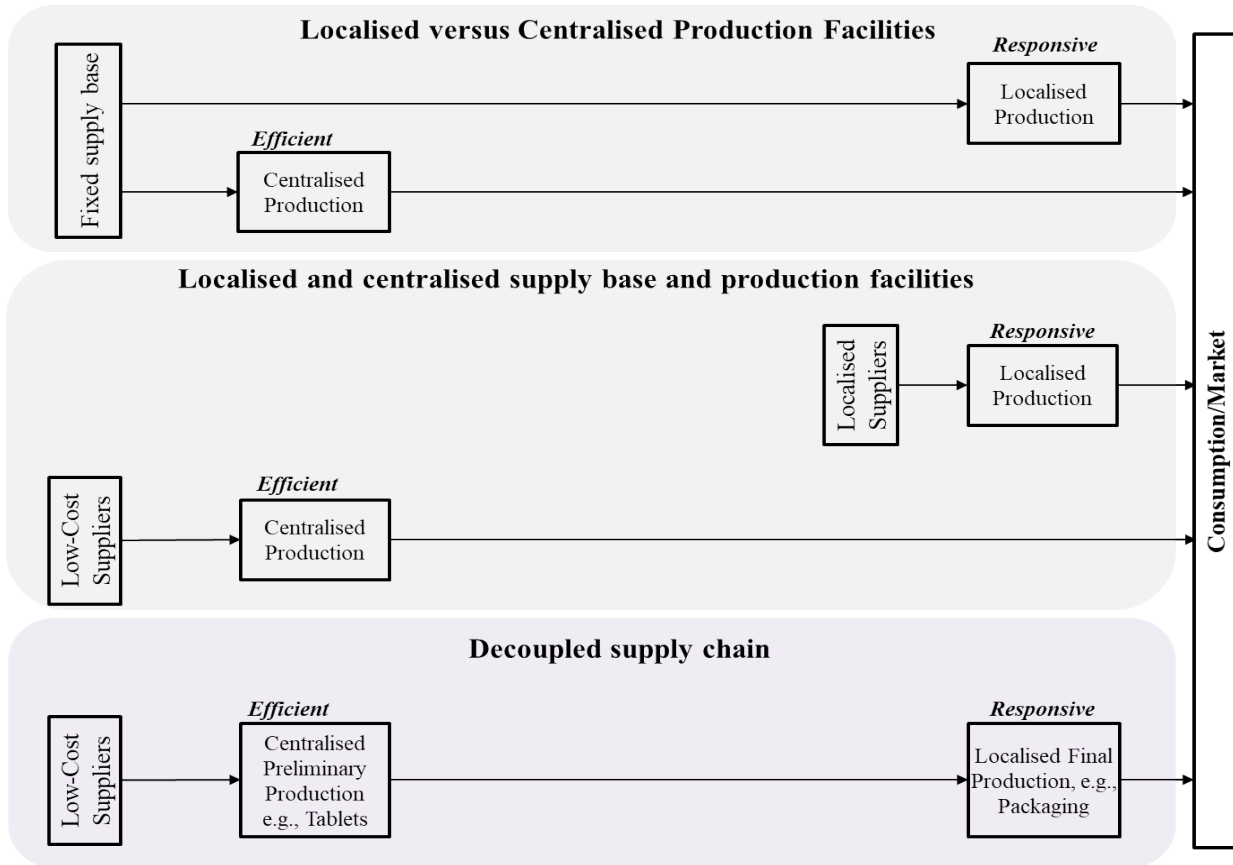 Localised versus Centralised Production Facilities
Responsive
Fixed supply base
Localised
Production
Efficient
Centralised
Production
Localised and centralised supply base and production facilities
Localised
Suppliers
Responsive
Localised
Production
Efficient
Low-Cost
Suppliers
Centralised
Production
Consumption/Market
Decoupled supply chain
Efficient
Responsive
Low-Cost
Suppliers
Centralised
Preliminary
Production
e.g., Tablets
Localised Final
Production, e.g.,
Packaging